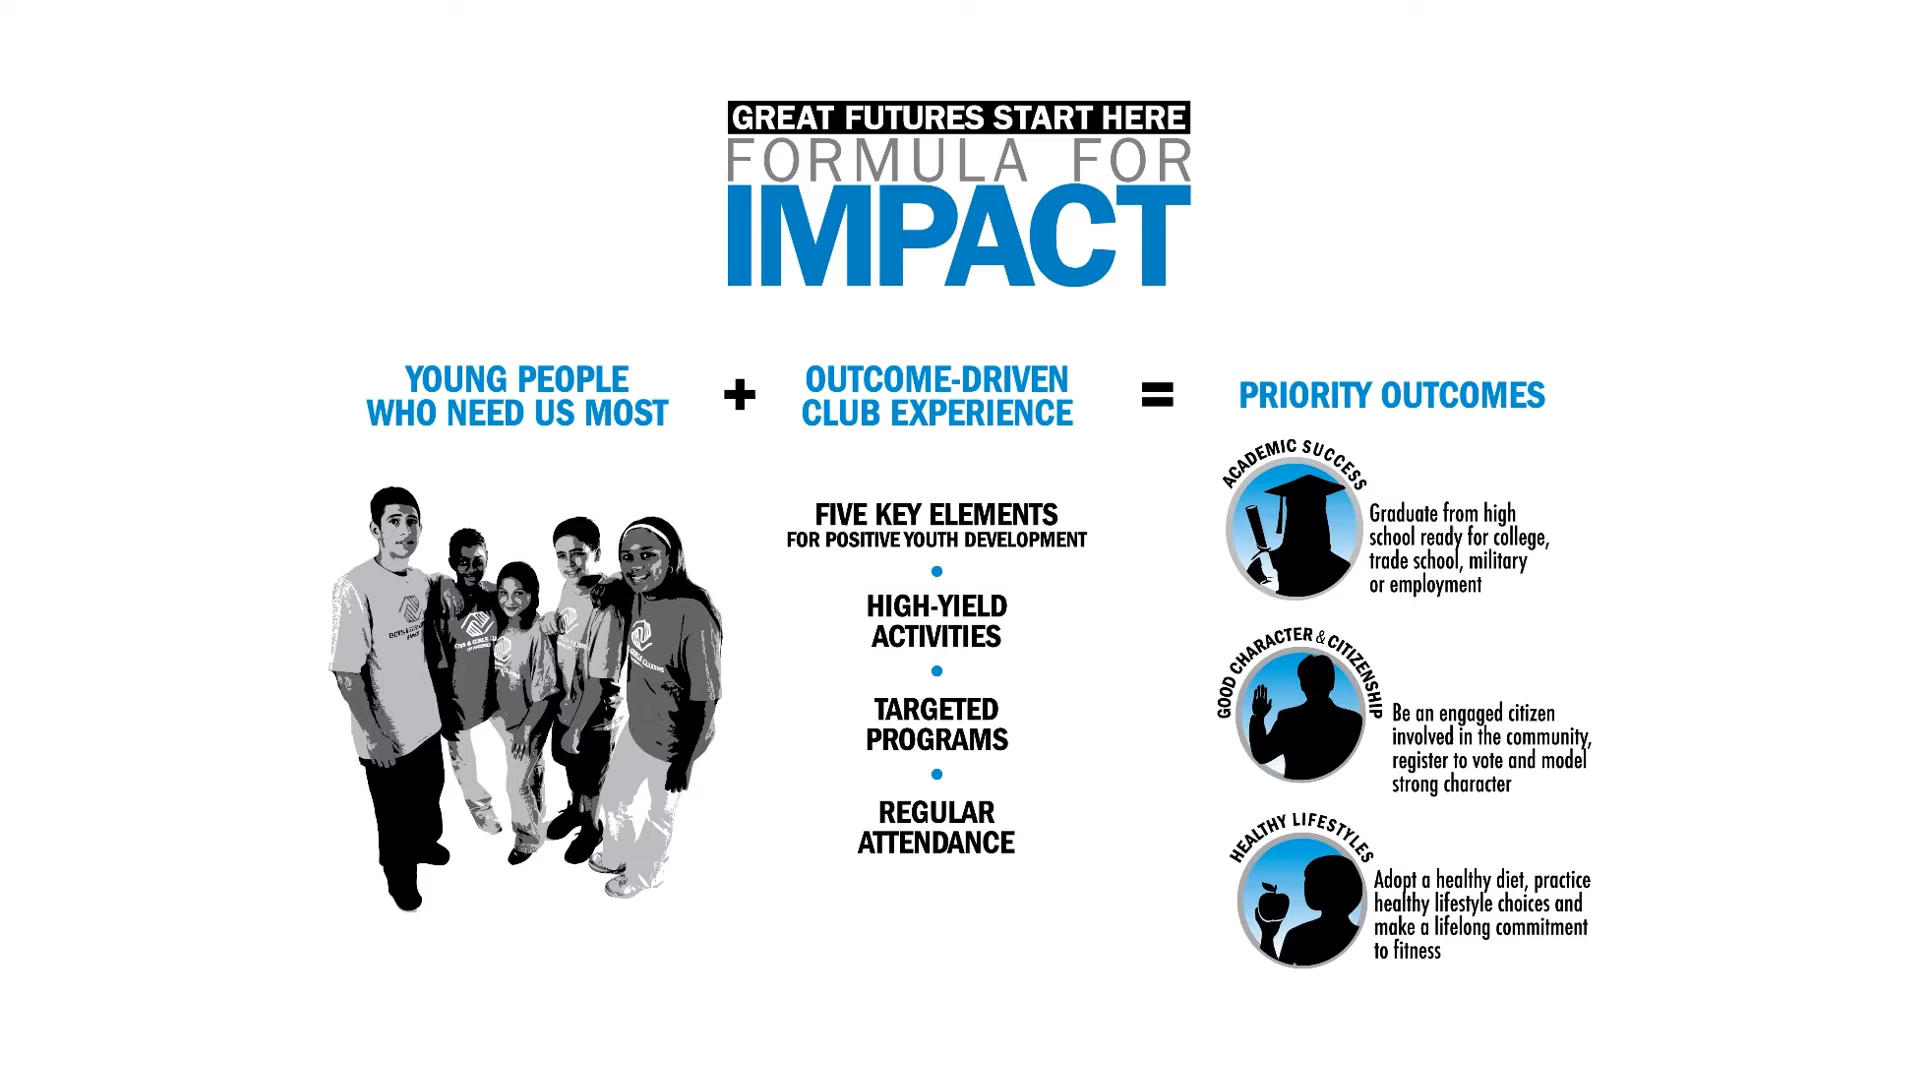 GREAT FUTURES START HERE
FORMULA FOR
IMPACT
YOUNG PEOPLE
WHO NEED US MOST
+
OUTCOME-DRIVEN
CLUB EXPERIENCE
=
PRIORITY OUTCOMES
FIVE KEY ELEMENTS
FOR POSITIVE YOUTH DEVELOPMENT
HIGH-YIELD
ACTIVITIES
TARGETED
PROGRAMS
REGULAR
ATTENDANCE
ACADEMIC SUCCESS
Graduate from high
school ready for college,
trade school, military
or employment
GOOD CHARACTER & CITIZENSHIP
Be an engaged citizen
involved in the community,
register to vote and model
strong character
HEALTHY LIFESTYLES
Adopt a healthy diet, practice
healthy lifestyle choices and
make a lifelong commitment
to fitness